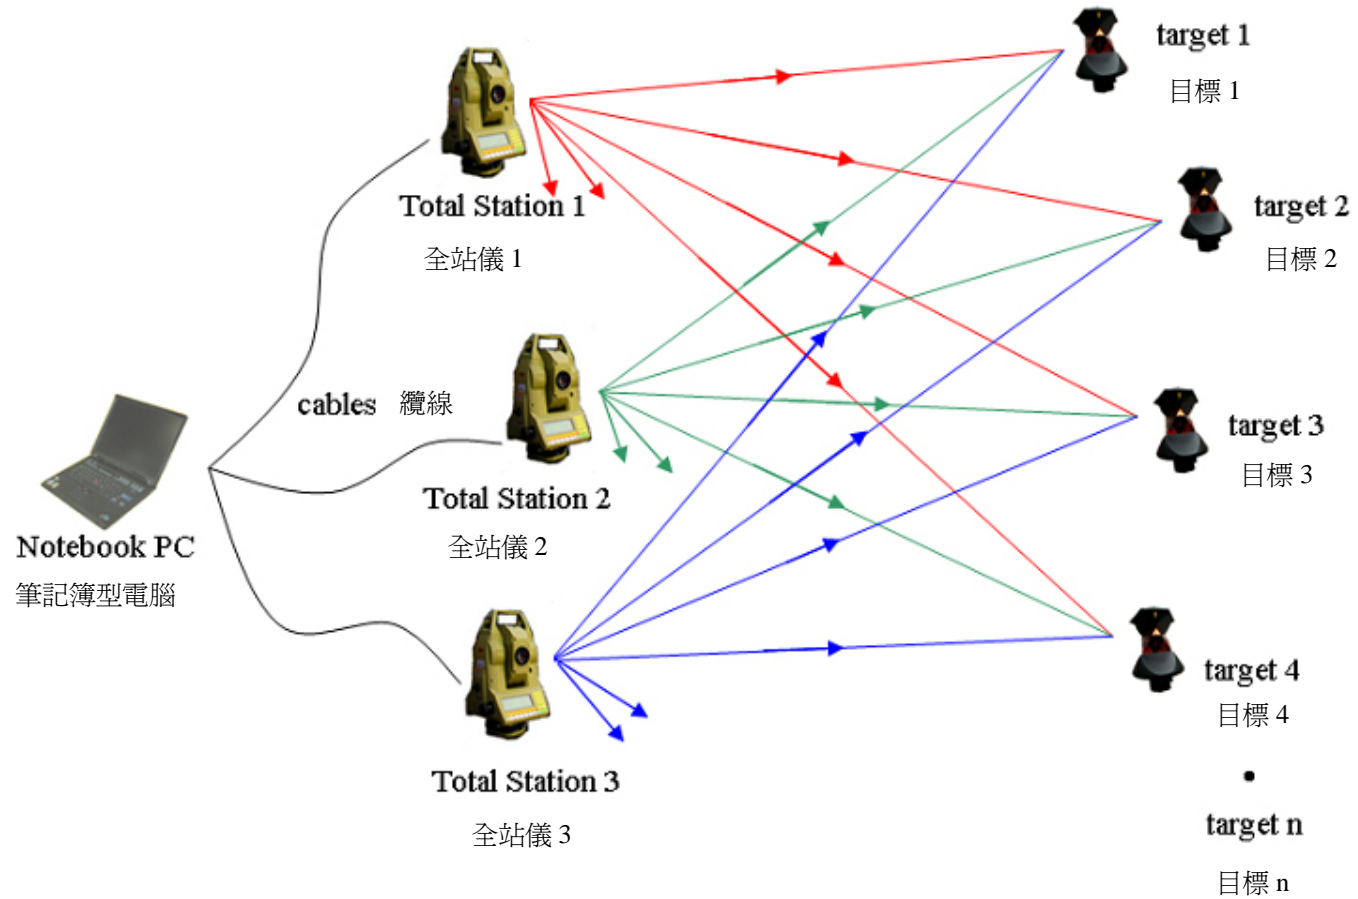 target 1
目標 1
Total Station 1
全站儀 1
target 2
目標 2
cables 纜線
target 3
目標 3
Total Station 2
全站儀 2
Notebook PC
筆記簿型電腦
target 4
目標 4
Total Station 3
全站儀 3
target n
目標 n